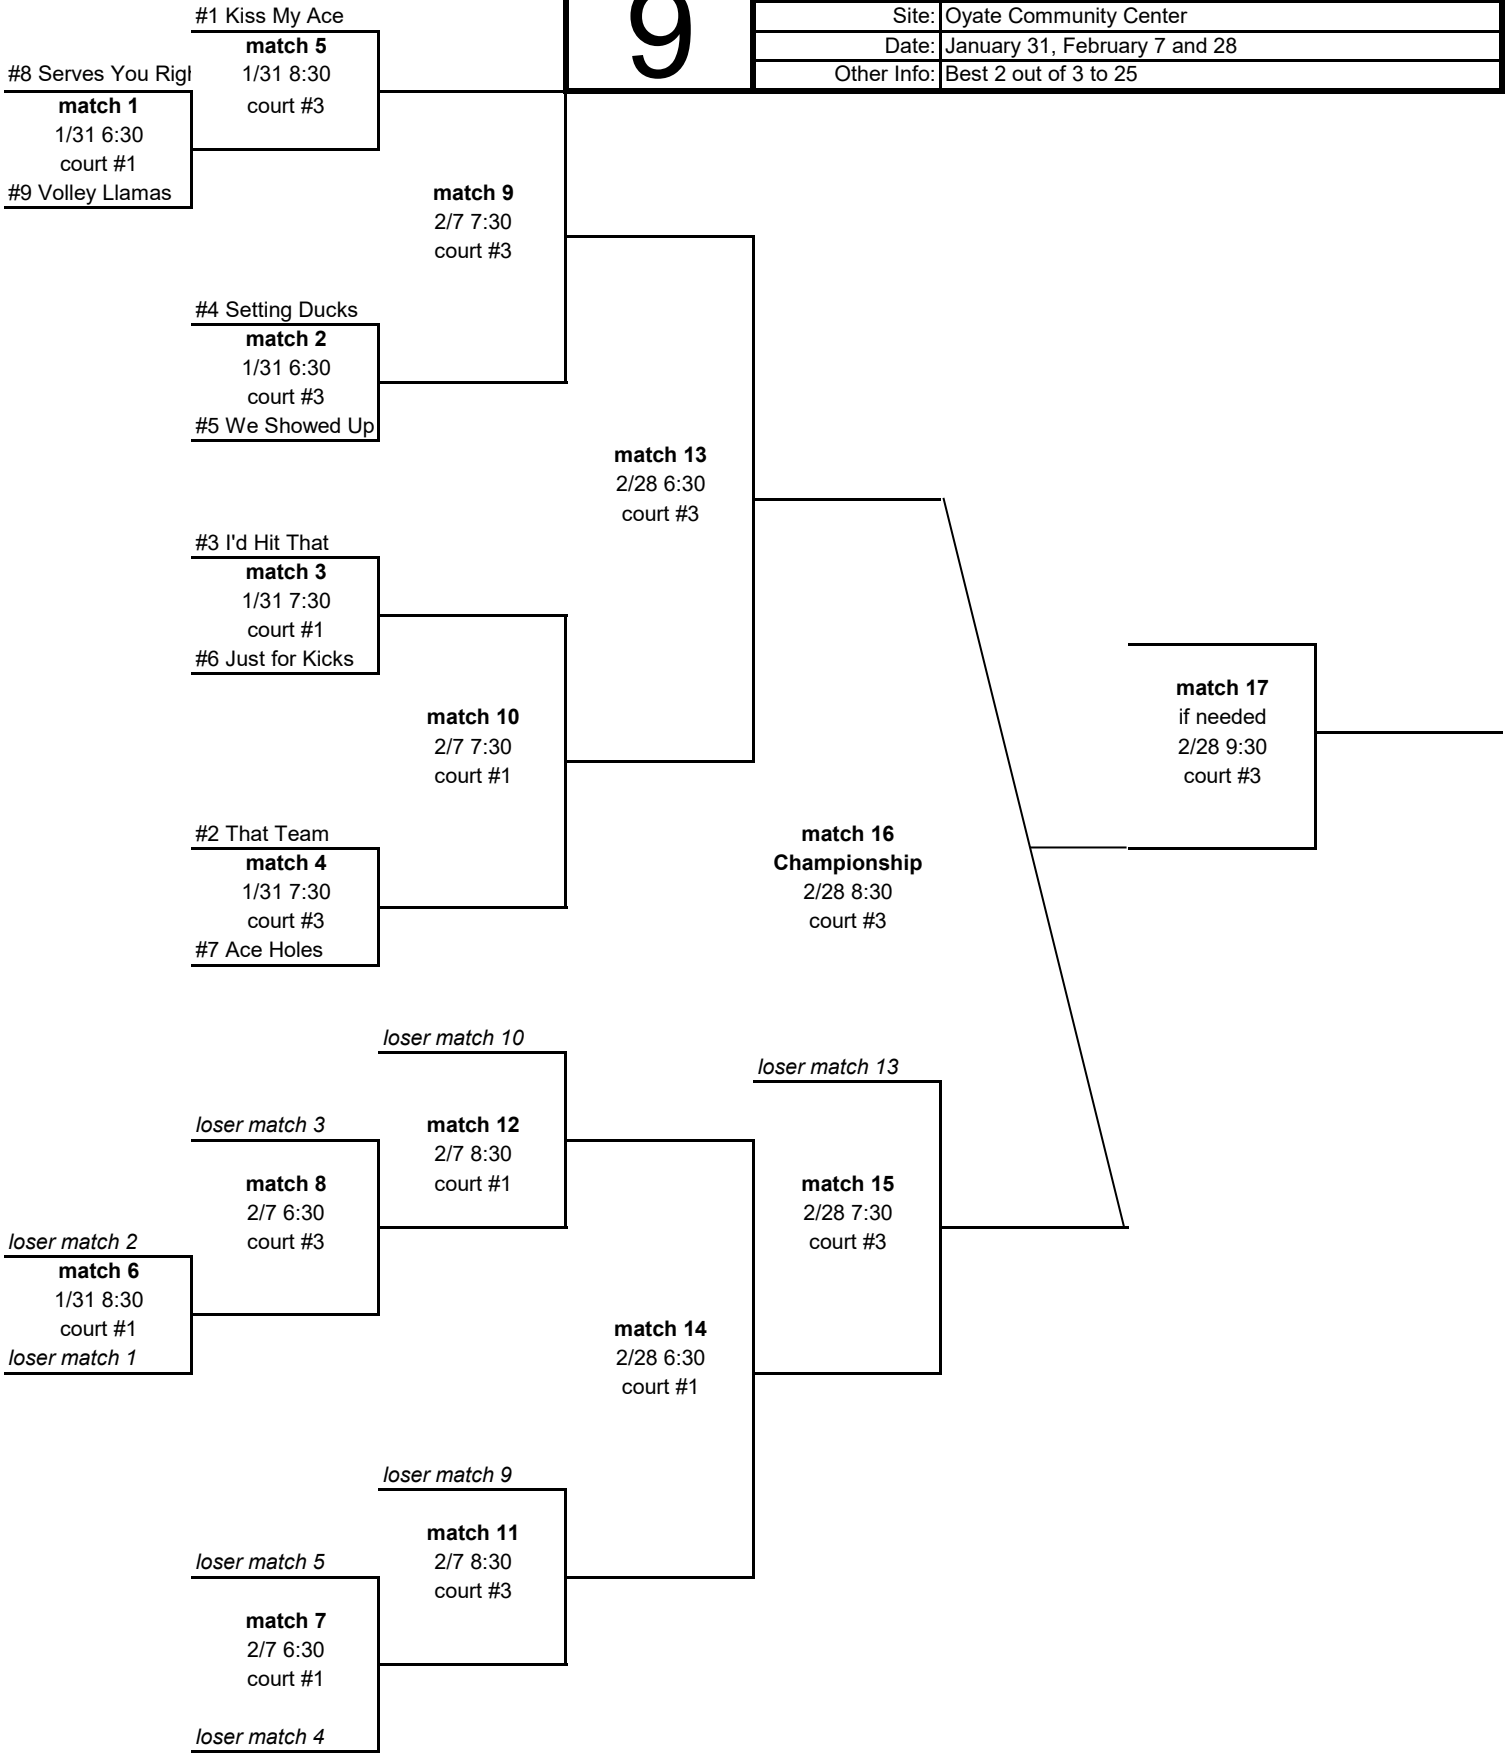 #1 Kiss My Ace
match 5
1/31 8:30
court #3
9
Site: Oyate Community Center
Date: January 31, February 7 and 28
Other Info: Best 2 out of 3 to 25
#8 Serves You Righ
match 1
1/31 6:30
court #1
#9 Volley Llamas
match 9
2/7 7:30
court #3
#4 Setting Ducks
match 2
1/31 6:30
court #3
#5 We Showed Up
match 13
2/28 6:30
court #3
#3 I'd Hit That
match 3
1/31 7:30
court #1
#6 Just for Kicks
match 17
if needed
2/28 9:30
court #3
match 10
2/7 7:30
court #1
#2 That Team
match 4
1/31 7:30
court #3
#7 Ace Holes
match 16
Championship
2/28 8:30
court #3
loser match 10
loser match 13
loser match 3
match 12
2/7 8:30
court #1
match 8
2/7 6:30
court #3
match 15
2/28 7:30
court #3
loser match 2
match 6
1/31 8:30
court #1
loser match 1
match 14
2/28 6:30
court #1
loser match 9
match 11
2/7 8:30
court #3
loser match 5
match 7
2/7 6:30
court #1
loser match 4